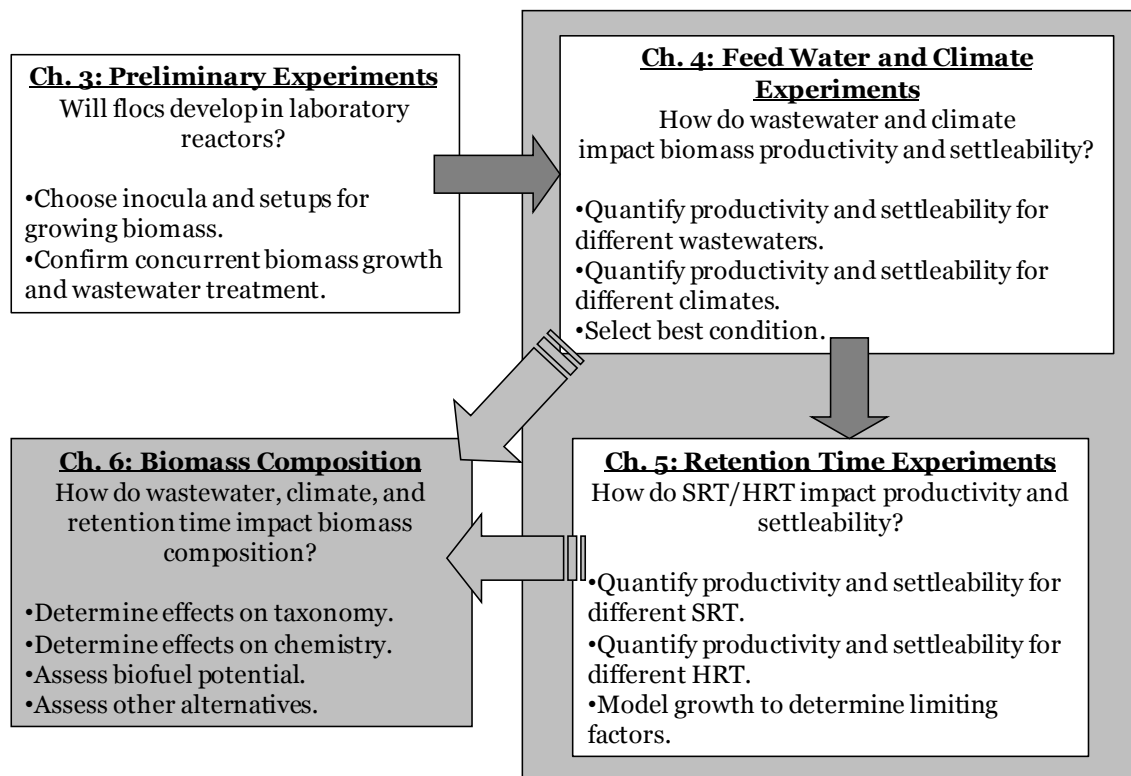 Ch. 3: Preliminary Experiments
Will flocs develop in laboratory
reactors?
•Choose inocula and setups for
growing biomass.
•Confirm concurrent biomass growth
and wastewater treatment.
Ch. 4: Feed Water and Climate
Experiments
How do wastewater and climate
impact biomass productivity and settleability?
•Quantify productivity and settleability for
different wastewaters.
•Quantify productivity and settleability for
different climates.
•Select best condition.
Ch. 6: Biomass Composition
How do wastewater, climate, and
retention time impact biomass
composition?
•Determine effects on taxonomy.
•Determine effects on chemistry.
•Assess biofuel potential.
•Assess other alternatives.
Ch. 5: Retention Time Experiments
How do SRT/HRT impact productivity and
settleability?
•Quantify productivity and settleability for
different SRT.
•Quantify productivity and settleability for
different HRT.
•Model growth to determine limiting
factors.